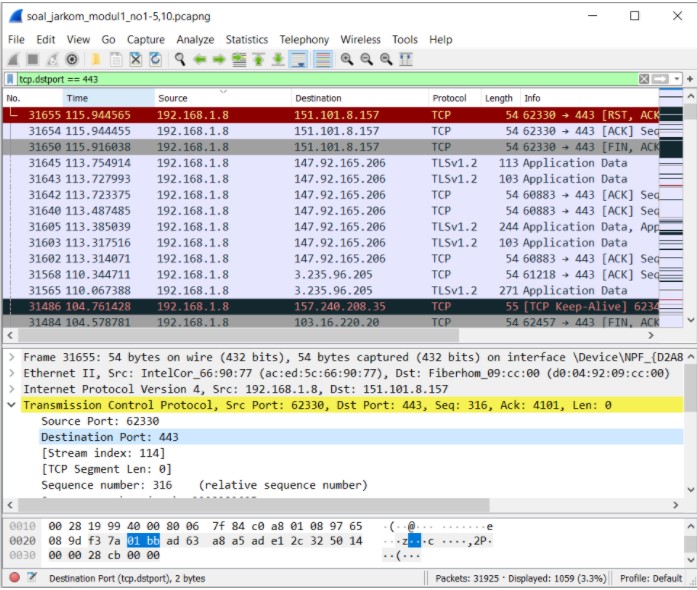 soal_jarkom_modul1_no1-5,10.pcapng
File Edit View Go Capture Analyze Statistics Telephony Wireless Tools Help
tcp.dstport == 443
No. Time Source Destination Protocol Length Info
31655 115.944565 192.168.1.8 151.101.8.157 TCP 54 62330 → 443 [RST, ACK
31654 115.944455 192.168.1.8 151.101.8.157 TCP 54 62330 → 443 [ACK] Seq
31650 115.916038 192.168.1.8 151.101.8.157 TCP 54 62330 → 443 [FIN, ACK
31645 113.754914 192.168.1.8 147.92.165.206 TLSv1.2 113 Application Data
31643 113.727993 192.168.1.8 147.92.165.206 TLSv1.2 103 Application Data
31642 113.723375 192.168.1.8 147.92.165.206 TCP 54 60883 → 443 [ACK] Seq
31640 113.487485 192.168.1.8 147.92.165.206 TCP 54 60883 → 443 [ACK] Seq
31605 113.385039 192.168.1.8 147.92.165.206 TLSv1.2 244 Application Data, App
31603 113.317516 192.168.1.8 147.92.165.206 TLSv1.2 103 Application Data
31602 113.314071 192.168.1.8 147.92.165.206 TCP 54 60883 → 443 [ACK] Seq
31568 110.344711 192.168.1.8 3.235.96.205 TCP 54 61218 → 443 [ACK] Seq
31565 110.067388 192.168.1.8 3.235.96.205 TLSv1.2 271 Application Data
31486 104.761428 192.168.1.8 157.240.208.35 TCP 55 [TCP Keep-Alive] 6234
31484 104.578781 192.168.1.8 103.16.220.20 TCP 54 62457 → 443 [FIN, ACK
Frame 31655: 54 bytes on wire (432 bits), 54 bytes captured (432 bits) on interface \Device\NPF_{D2A8
Ethernet II, Src: IntelCor_66:90:77 (ac:ed:5c:66:90:77), Dst: Fiberhom_09:cc:00 (d0:04:92:09:cc:00)
Internet Protocol Version 4, Src: 192.168.1.8, Dst: 151.101.8.157
Transmission Control Protocol, Src Port: 62330, Dst Port: 443, Seq: 316, Ack: 4101, Len: 0
Source Port: 62330
Destination Port: 443
[Stream index: 114]
[TCP Segment Len: 0]
Sequence number: 316 (relative sequence number)
0010 00 28 19 99 40 00 80 06 7f 84 c0 a8 01 08 97 65 ·(··@··· ·······e
0020 08 9d f3 7a 01 bb ad 63 a8 a5 ad e1 2c 32 50 14 ···z···c ····,2P·
0030 00 00 28 cb 00 00 ··(···
Destination Port (tcp.dstport), 2 bytes Packets: 31925 · Displayed: 1059 (3.3%) Profile: Default